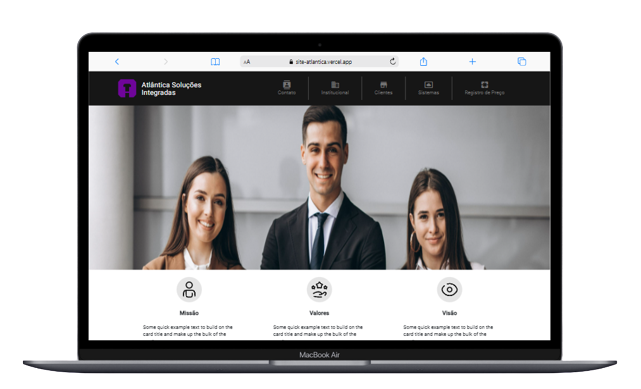 AA
site-atlantica.vercel.app
Atlântica Soluções
Integradas
Contato
Institucional
Clientes
Sistemas
Registro de Preço
Missão
Valores
Visão
Some quick example text to build on the
card title and make up the bulk of the
Some quick example text to build on the
card title and make up the bulk of the
Some quick example text to build on the
card title and make up the bulk of the
MacBook Air